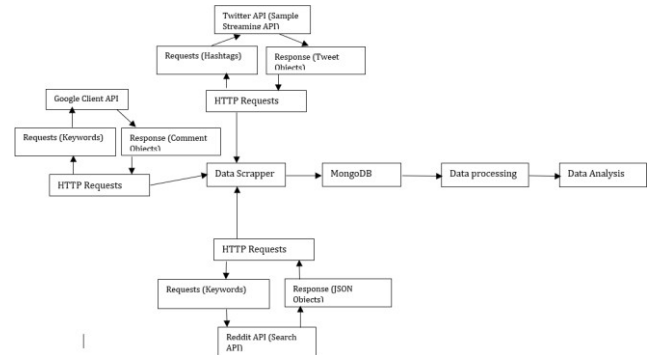 Twitter API (Sample
Streaming API)
Requests (Hashtags)
Response (Tweet
Objects)
HTTP Requests
Google Client API
Requests (Keywords)
Response (Comment
Objects)
HTTP Requests
Data Scrapper
MongoDB
Data processing
Data Analysis
HTTP Requests
Requests (Keywords)
Response (JSON
Objects)
Reddit API (Search
API)